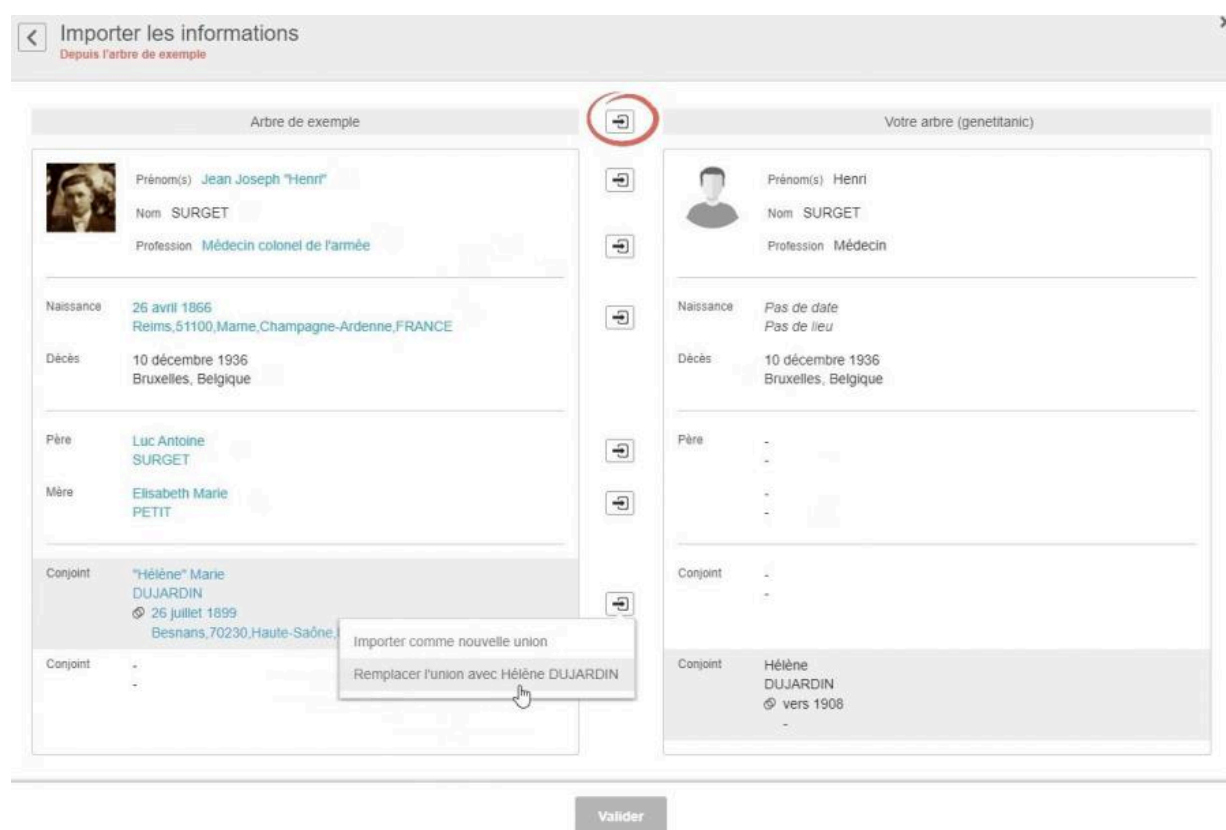 Importer les informations
Depuis l'arbre de exemple
Arbre de exemple
Votre arbre (genetitanic)
Prénom(s) Jean Joseph "Henri"
Nom SURGET
Profession Médecin colonel de l'armée
Prénom(s) Henri
Nom SURGET
Profession Médecin
Naissance 26 avril 1866
Reims,51100,Marne,Champagne-Ardenne,FRANCE
Décès 10 décembre 1936
Bruxelles, Belgique
Naissance Pas de date
Pas de lieu
Décès 10 décembre 1936
Bruxelles, Belgique
Père Luc Antoine
SURGET
Mère Elisabeth Marie
PETIT
Père -
-
-
-
Conjoint "Hélène" Marie
DUJARDIN
26 juillet 1899
Besnans,70230,Haute-Saône,
Conjoint -
-
Importer comme nouvelle union
Remplacer l'union avec Hélène DUJARDIN
Conjoint -
-
Conjoint Hélène
DUJARDIN
vers 1908
-
Valider